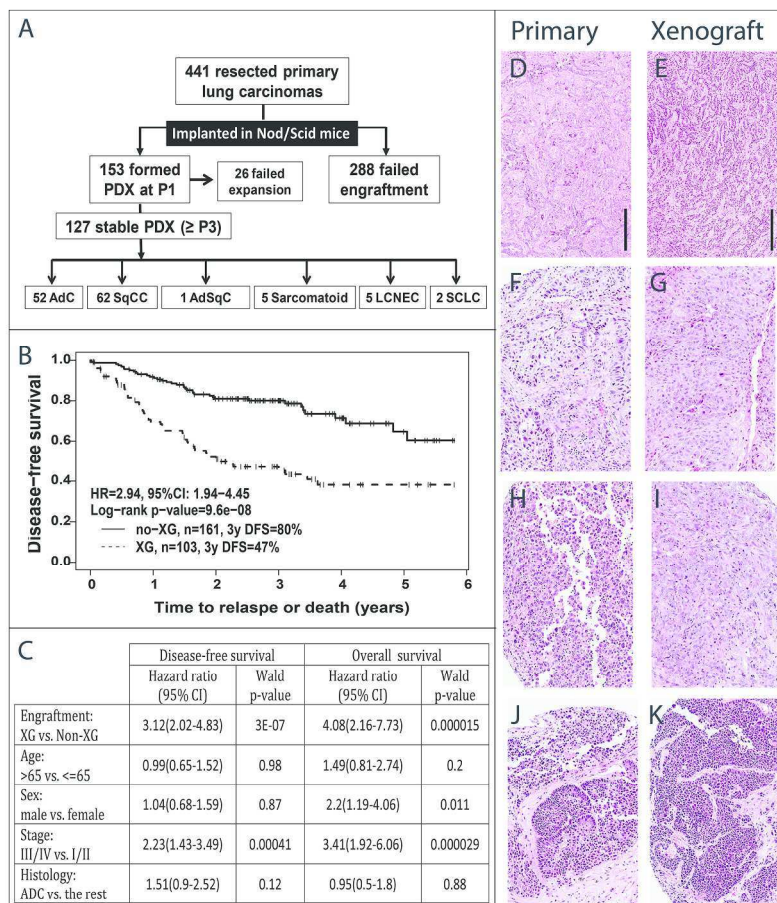 A
441 resected primary
lung carcinomas
Implanted in Nod/Scid mice
153 formed
PDX at P1
26 failed
expansion
288 failed
engraftment
127 stable PDX (≥ P3)
52 AdC
62 SqCC
1 AdSqC
5 Sarcomatoid
5 LCNEC
2 SCLC
B
Disease-free survival
1.0
0.8
0.6
0.4
0.2
0.0
HR=2.94, 95%CI: 1.94-4.45
Log-rank p-value=9.6e-08
no-XG, n=161, 3y DFS=80%
XG, n=103, 3y DFS=47%
0 1 2 3 4 5 6
Time to relaspe or death (years)
C
Disease-free survival Overall survival
Hazard ratio Wald Hazard ratio Wald
(95% CI) p-value (95% CI) p-value
Engraftment:
XG vs. Non-XG 3.12(2.02-4.83) 3E-07 4.08(2.16-7.73) 0.000015
Age:
>65 vs. <=65 0.99(0.65-1.52) 0.98 1.49(0.81-2.74) 0.2
Sex:
male vs. female 1.04(0.68-1.59) 0.87 2.2(1.19-4.06) 0.011
Stage:
III/IV vs. I/II 2.23(1.43-3.49) 0.00041 3.41(1.92-6.06) 0.000029
Histology:
ADC vs. the rest 1.51(0.9-2.52) 0.12 0.95(0.5-1.8) 0.88
Primary Xenograft
D E
F G
H I
J K